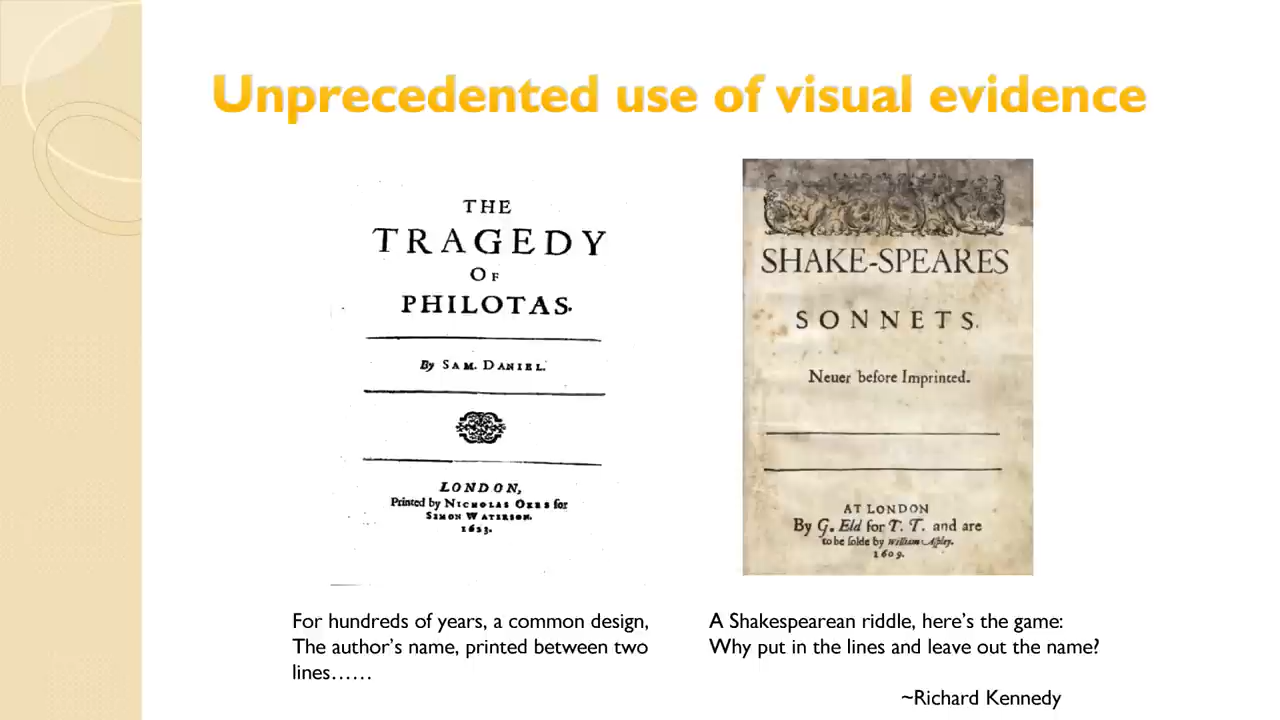 Unprecedented use of visual evidence
THE
TRAGEDY
OF
PHILOTAS.
By SAM. DANIEL.
LONDON,
Printed by NICHOLAS OKES for
SIMON WATERSON.
1623.
SHAKE-SPEARES
SONNETS.
Neuer before Imprinted.
AT LONDON
By G. Eld for T. T. and are
to be solde by William Aspley.
1609.
For hundreds of years, a common design,
The author's name, printed between two
lines……
A Shakespearean riddle, here's the game:
Why put in the lines and leave out the name?
~Richard Kennedy